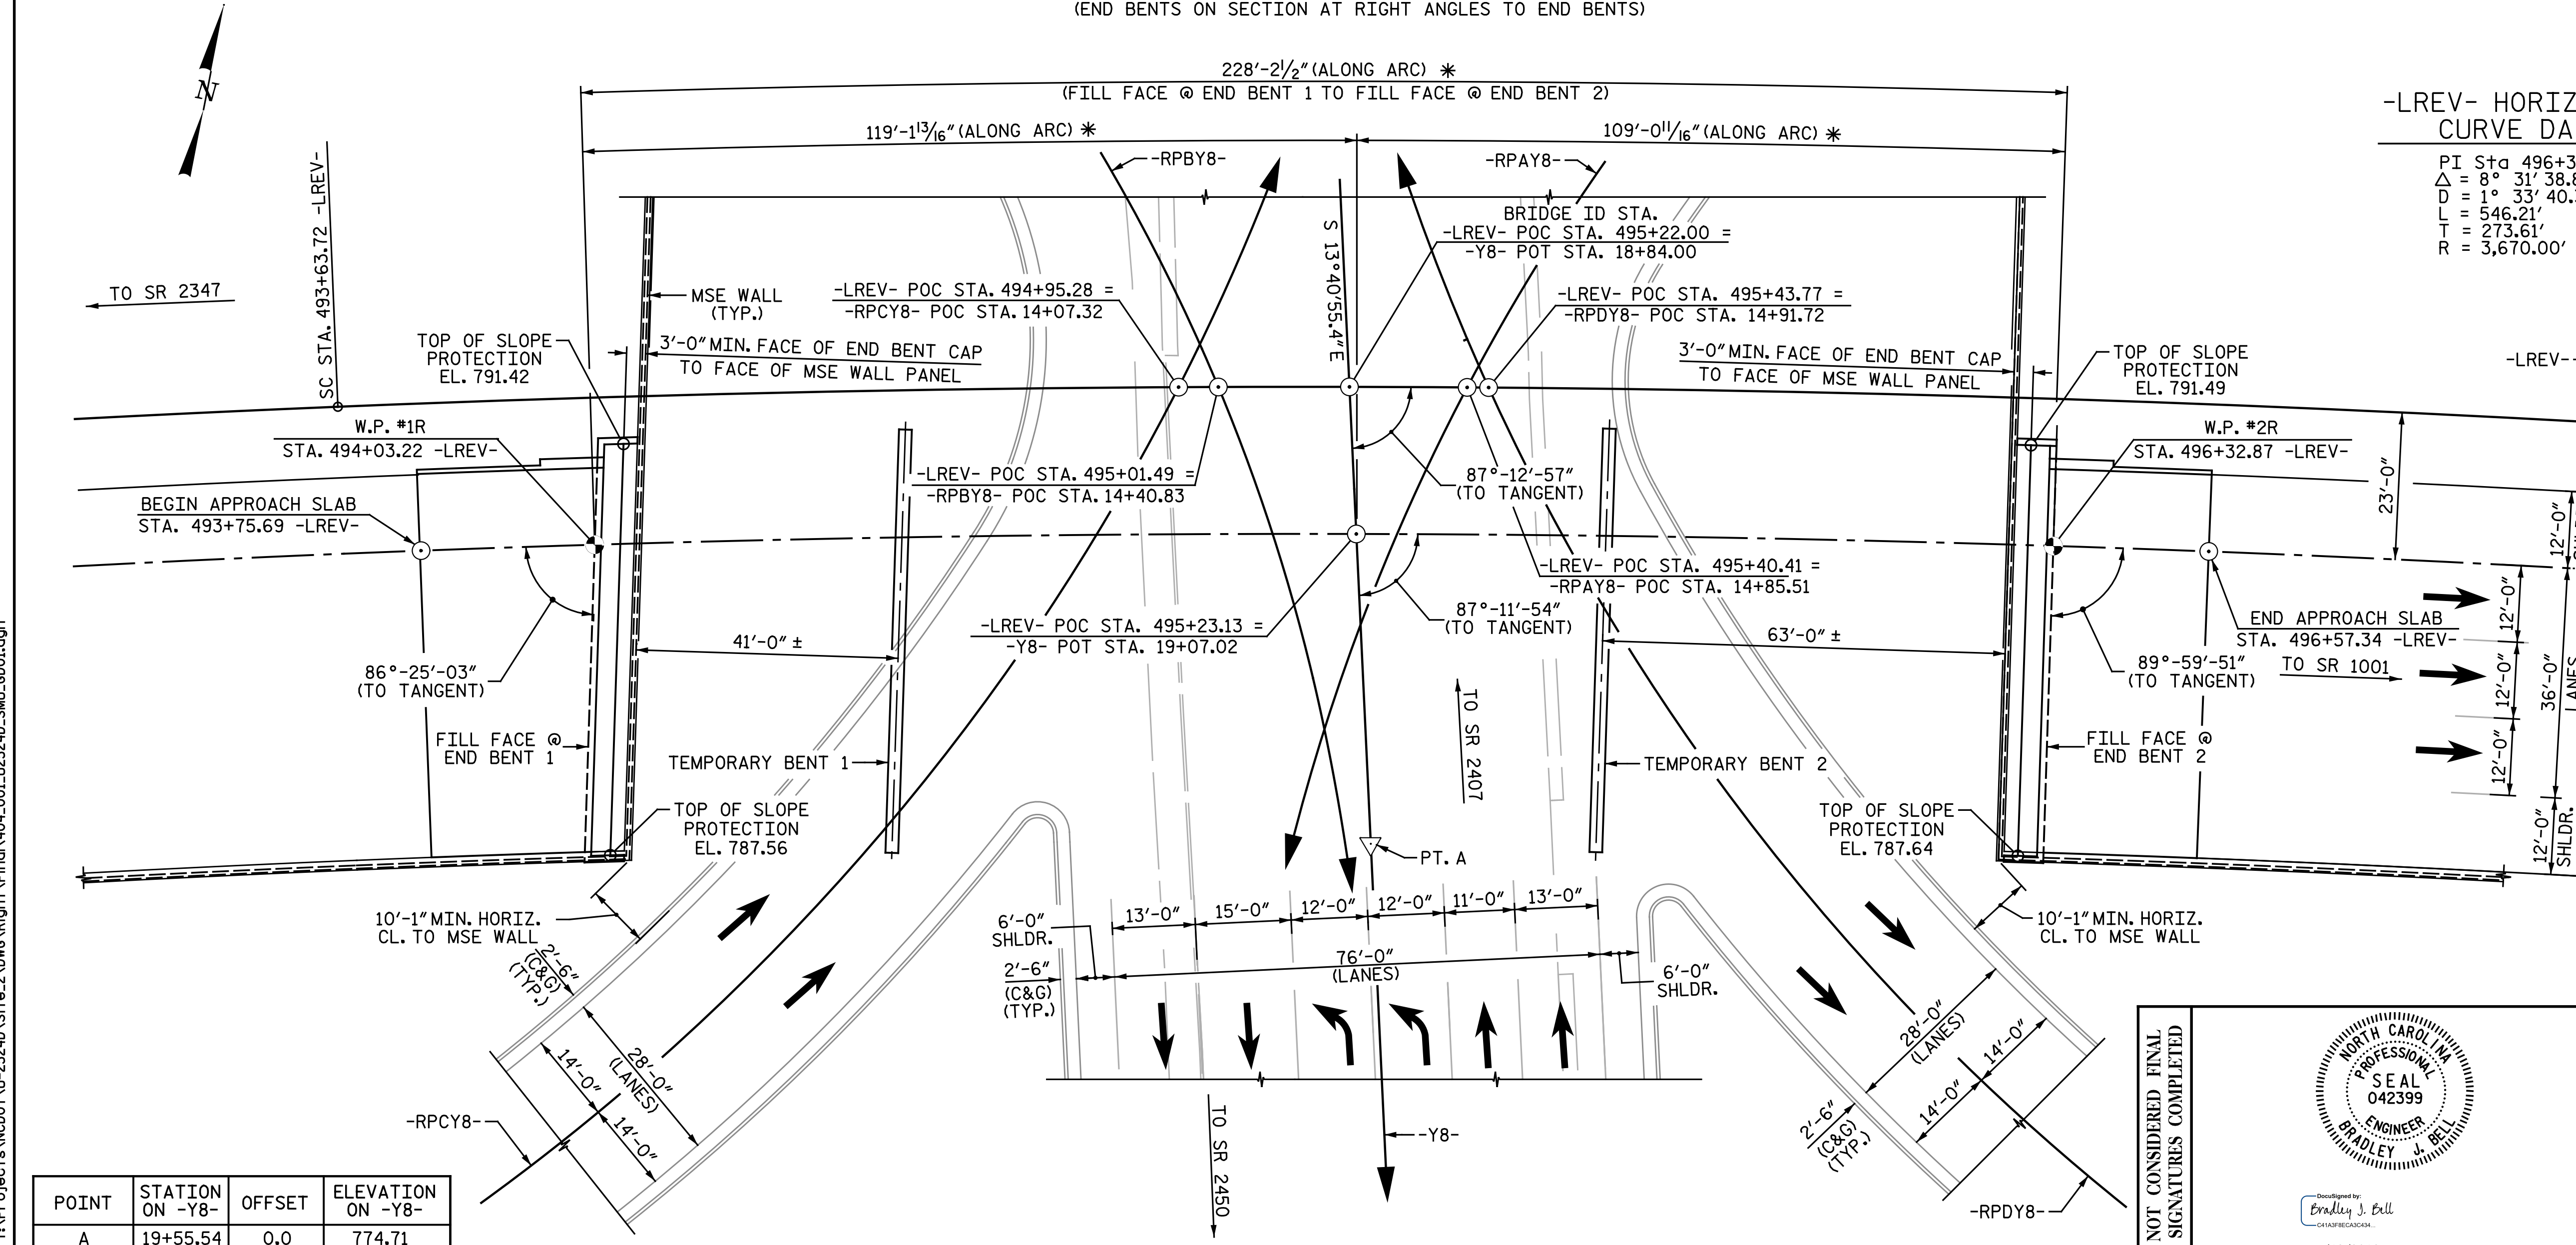 (END BENTS ON SECTION AT RIGHT ANGLES TO END BENTS)
N
228′-2½″ (ALONG ARC) ✳
(FILL FACE @ END BENT 1 TO FILL FACE @ END BENT 2)
119′-1 13/16″ (ALONG ARC) ✳
109′-0 11/16″ (ALONG ARC) ✳
-LREV- HORIZ
CURVE DA
PI Sta 496+3
△ = 8° 31′ 38.8
D = 1° 33′ 40.
L = 546.21′
T = 273.61′
R = 3,670.00′
-RPBY8-
-RPAY8-
SC STA. 493+63.72 -LREV-
S 13°40′55.4″E
BRIDGE ID STA.
-LREV- POC STA. 495+22.00 =
-Y8- POT STA. 18+84.00
TO SR 2347
MSE WALL
(TYP.)
-LREV- POC STA. 494+95.28 =
-RPCY8- POC STA. 14+07.32
-LREV- POC STA. 495+43.77 =
-RPDY8- POC STA. 14+91.72
TOP OF SLOPE
PROTECTION
EL. 791.42
3′-0″ MIN. FACE OF END BENT CAP
TO FACE OF MSE WALL PANEL
3′-0″ MIN. FACE OF END BENT CAP
TO FACE OF MSE WALL PANEL
TOP OF SLOPE
PROTECTION
EL. 791.49
-LREV-
W.P. #1R
STA. 494+03.22 -LREV-
W.P. #2R
STA. 496+32.87 -LREV-
23′-0″
BEGIN APPROACH SLAB
STA. 493+75.69 -LREV-
-LREV- POC STA. 495+01.49 =
-RPBY8- POC STA. 14+40.83
87°-12′-57″
(TO TANGENT)
12′-0″
-LREV- POC STA. 495+40.41 =
-RPAY8- POC STA. 14+85.51
87°-11′-54″
(TO TANGENT)
-LREV- POC STA. 495+23.13 =
-Y8- POT STA. 19+07.02
41′-0″ ±
63′-0″ ±
END APPROACH SLAB
STA. 496+57.34 -LREV-
86°-25′-03″
(TO TANGENT)
89°-59′-51″
(TO TANGENT)
TO SR 1001
12′-0″
12′-0″
12′-0″
36′-0″
LANES
12′-0″
SHLDR.
FILL FACE @
END BENT 1
TEMPORARY BENT 1
TO SR 2407
TEMPORARY BENT 2
FILL FACE @
END BENT 2
TOP OF SLOPE
PROTECTION
EL. 787.56
TOP OF SLOPE
PROTECTION
EL. 787.64
PT. A
10′-1″ MIN. HORIZ.
CL. TO MSE WALL
10′-1″ MIN. HORIZ.
CL. TO MSE WALL
6′-0″
SHLDR.
13′-0″
15′-0″
12′-0″
12′-0″
11′-0″
13′-0″
76′-0″
(LANES)
6′-0″
SHLDR.
2′-6″
(C&G)
(TYP.)
2′-6″
(C&G)
(TYP.)
14′-0″
28′-0″
(LANES)
14′-0″
28′-0″
(LANES)
14′-0″
14′-0″
2′-6″
(C&G)
(TYP.)
-RPCY8-
TO SR 2450
-Y8-
-RPDY8-
POINT STATION ON -Y8- OFFSET ELEVATION ON -Y8-
A 19+55.54 0.0 774.71
NOT CONSIDERED FINAL
SIGNATURES COMPLETED
NORTH CAROLINA
PROFESSIONAL
SEAL
042399
ENGINEER
BRADLEY J. BELL
DocuSigned by:
Bradley J. Bell
C41A3F8ECA3C434...